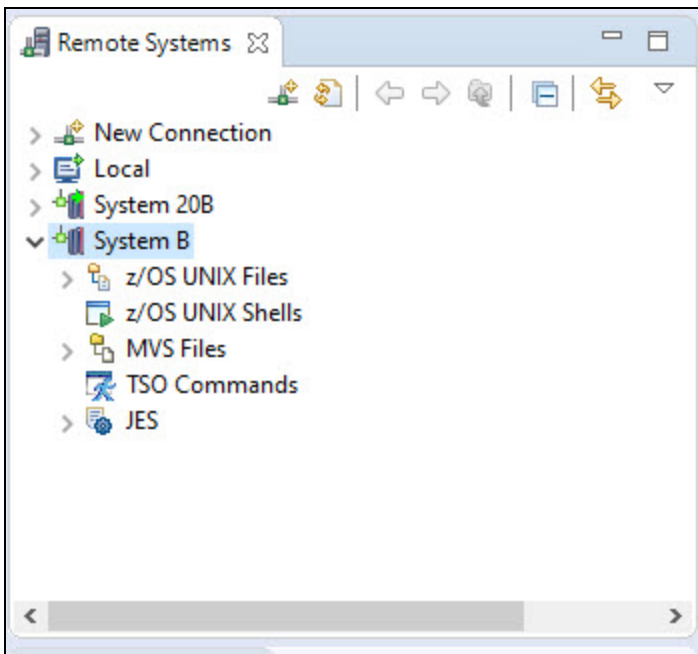 Remote Systems
New Connection
Local
System 20B
System B
z/OS UNIX Files
z/OS UNIX Shells
MVS Files
TSO Commands
JES